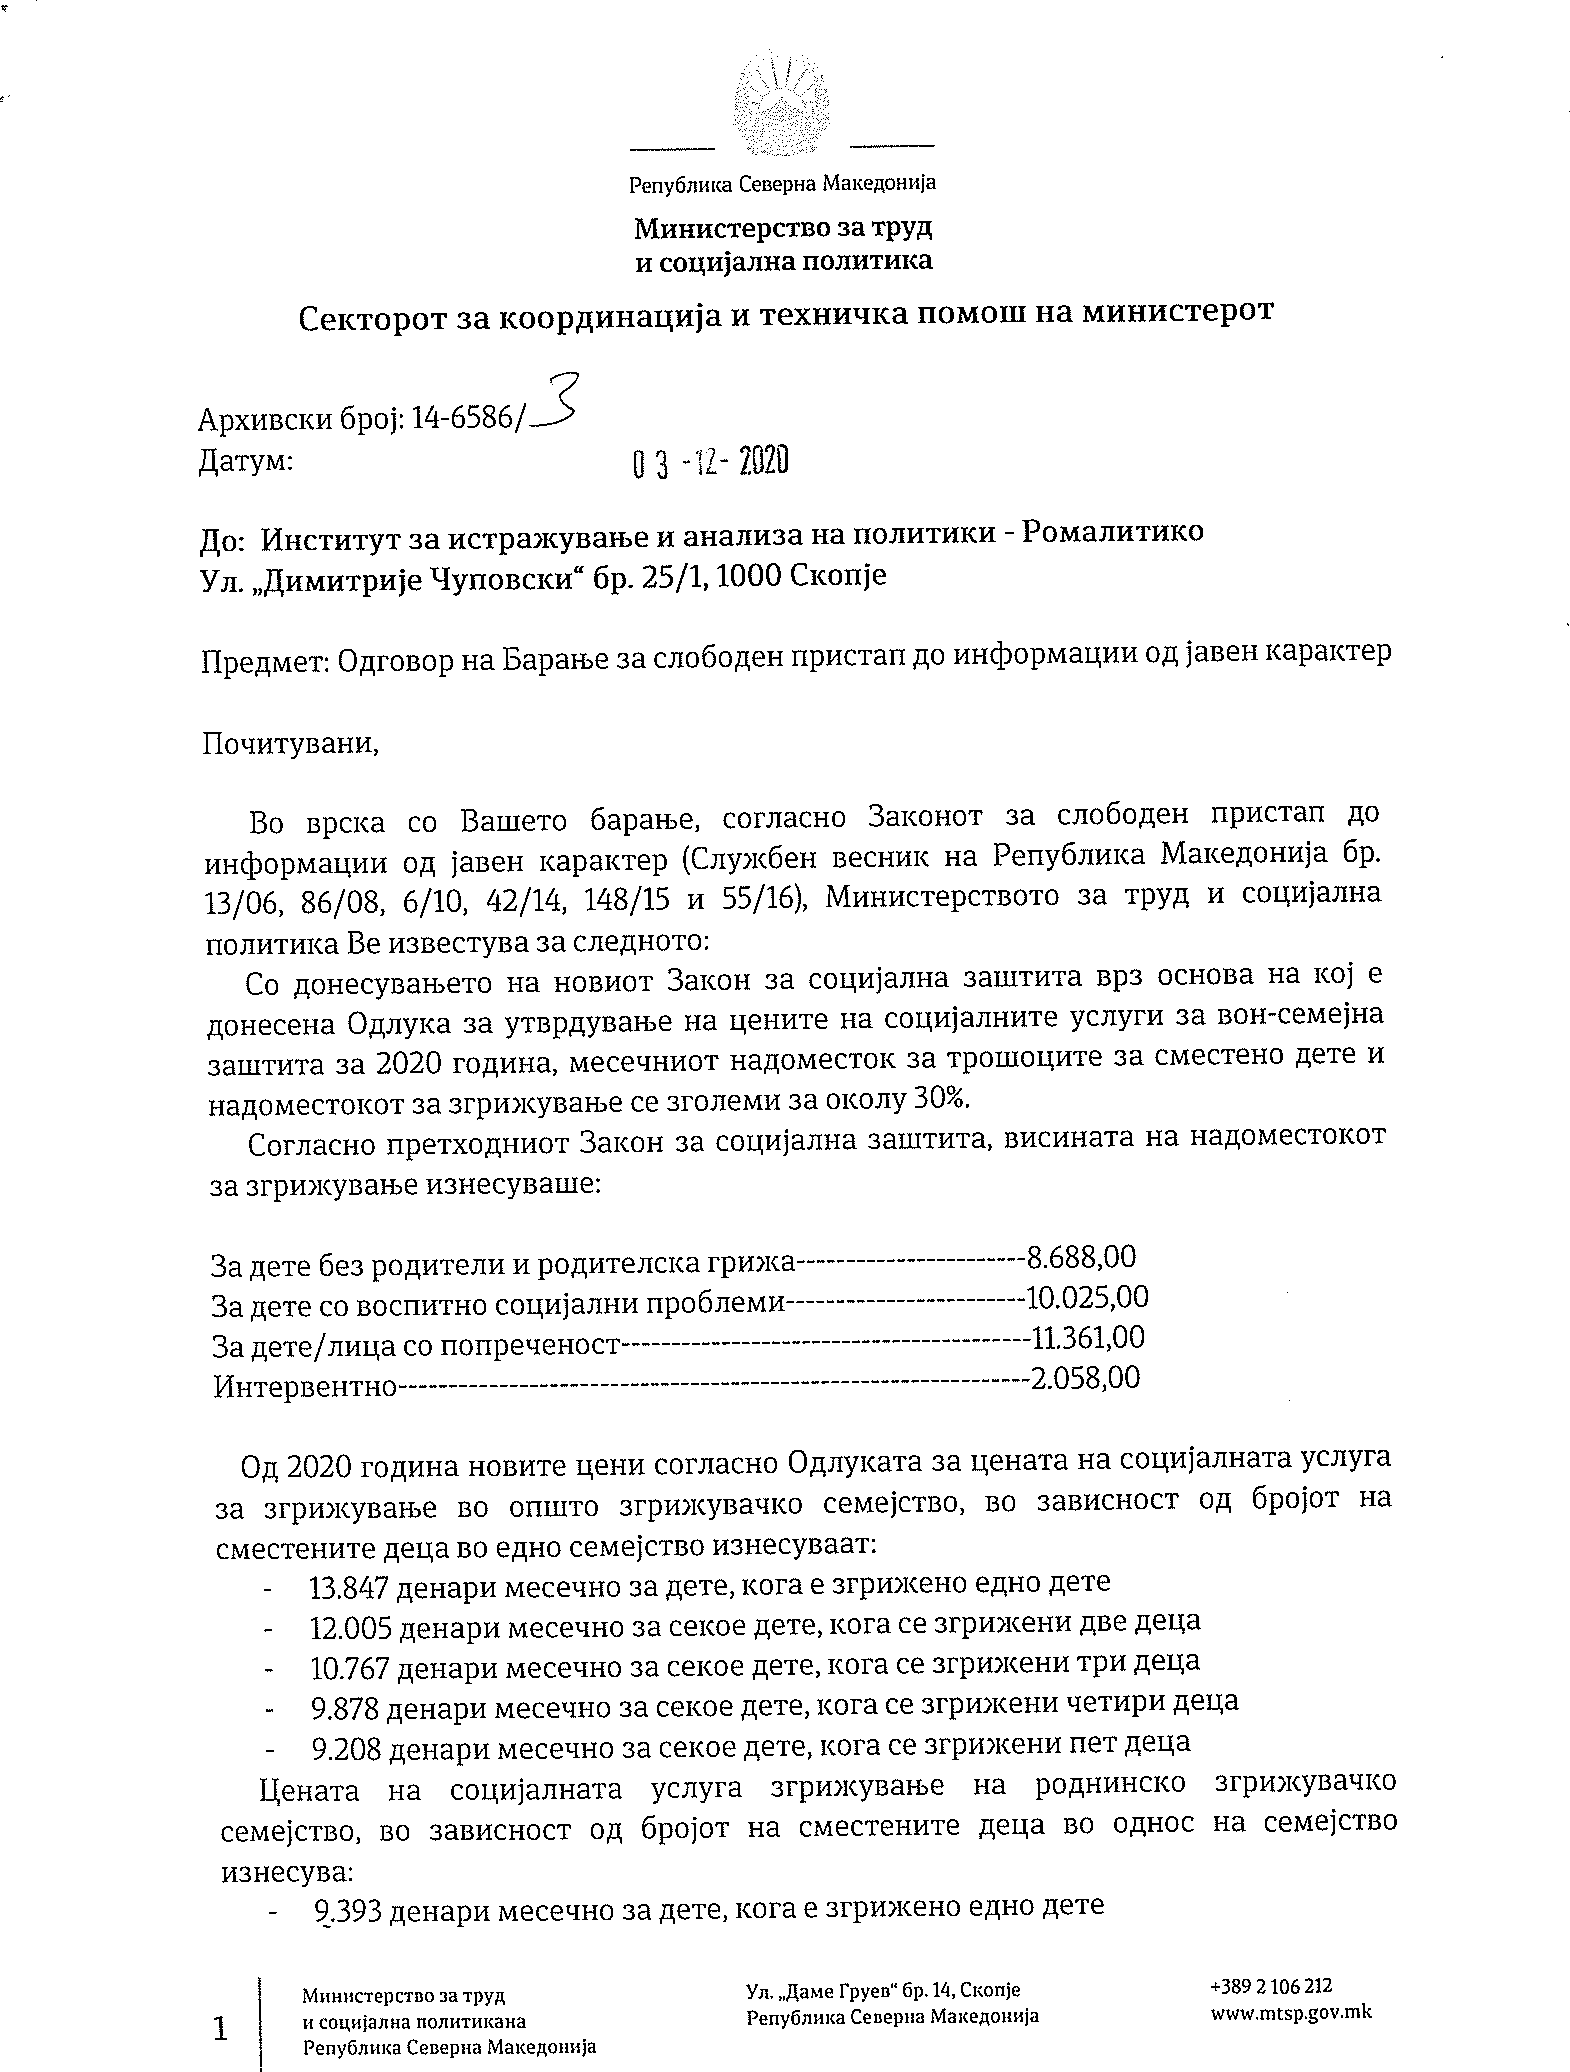 Република Северна Македонија
Министерство за труд
и социјална политика
Секторот за координација и техничка помош на министерот
Архивски број: 14-6586/3
Датум: 03-12-2020
До: Институт за истражување и анализа на политики - Ромалитико
Ул. „Димитрије Чуповски“ бр. 25/1, 1000 Скопје
Предмет: Одговор на Барање за слободен пристап до информации од јавен карактер
Почитувани,
Во врска со Вашето барање, согласно Законот за слободен пристап до
информации од јавен карактер (Службен весник на Република Македонија бр.
13/06, 86/08, 6/10, 42/14, 148/15 и 55/16), Министерството за труд и социјална
политика Ве известува за следното:
Со донесувањето на новиот Закон за социјална заштита врз основа на кој е
донесена Одлука за утврдување на цените на социјалните услуги за вон-семејна
заштита за 2020 година, месечниот надоместок за трошоците за сместено дете и
надоместокот за згрижување се зголеми за околу 30%.
Согласно претходниот Закон за социјална заштита, висината на надоместокот
за згрижување изнесуваше:
За дете без родители и родителска грижа-----------------------8.688,00
За дете со воспитно социјални проблеми------------------------10.025,00
За дете/лица со попреченост-----------------------------------------11.361,00
Интервентно---------------------------------------------------------------2.058,00
Од 2020 година новите цени согласно Одлуката за цената на социјалната услуга
за згрижување во општо згрижувачко семејство, во зависност од бројот на
сместените деца во едно семејство изнесуваат:
- 13.847 денари месечно за дете, кога е згрижено едно дете
- 12.005 денари месечно за секое дете, кога се згрижени две деца
- 10.767 денари месечно за секое дете, кога се згрижени три деца
- 9.878 денари месечно за секое дете, кога се згрижени четири деца
- 9.208 денари месечно за секое дете, кога се згрижени пет деца
Цената на социјалната услуга згрижување на роднинско згрижувачко
семејство, во зависност од бројот на сместените деца во однос на семејство
изнесува:
- 9.393 денари месечно за дете, кога е згрижено едно дете
1
Министерство за труд
и социјална политикана
Република Северна Македонија
Ул. „Даме Груев“ бр. 14, Скопје
Република Северна Македонија
+389 2 106 212
www.mtsp.gov.mk